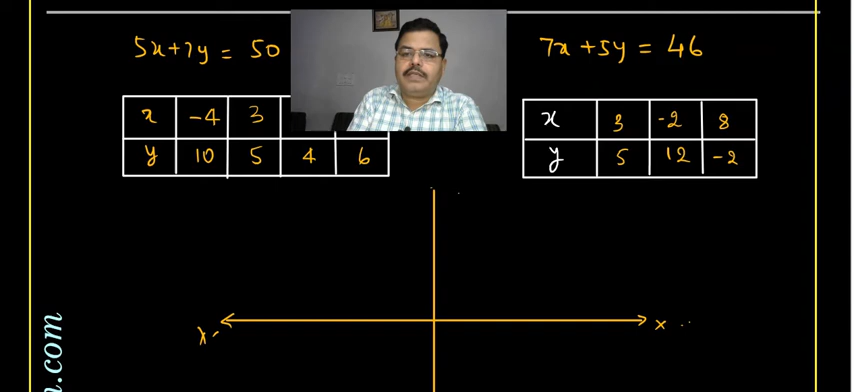 5x+7y = 50
7x + 5y = 46
x -4 3
y 10 5 4 6
x 3 -2 8
y 5 12 -2
x
x
n.com